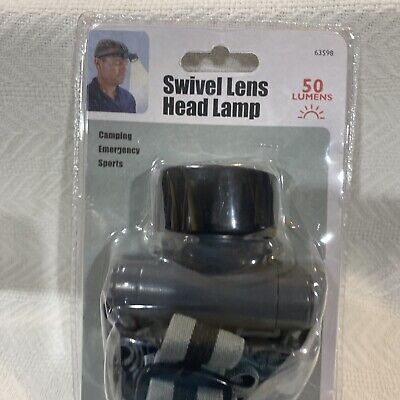 63598
Swivel Lens
Head Lamp
50
LUMENS
Camping
Emergency
Sports